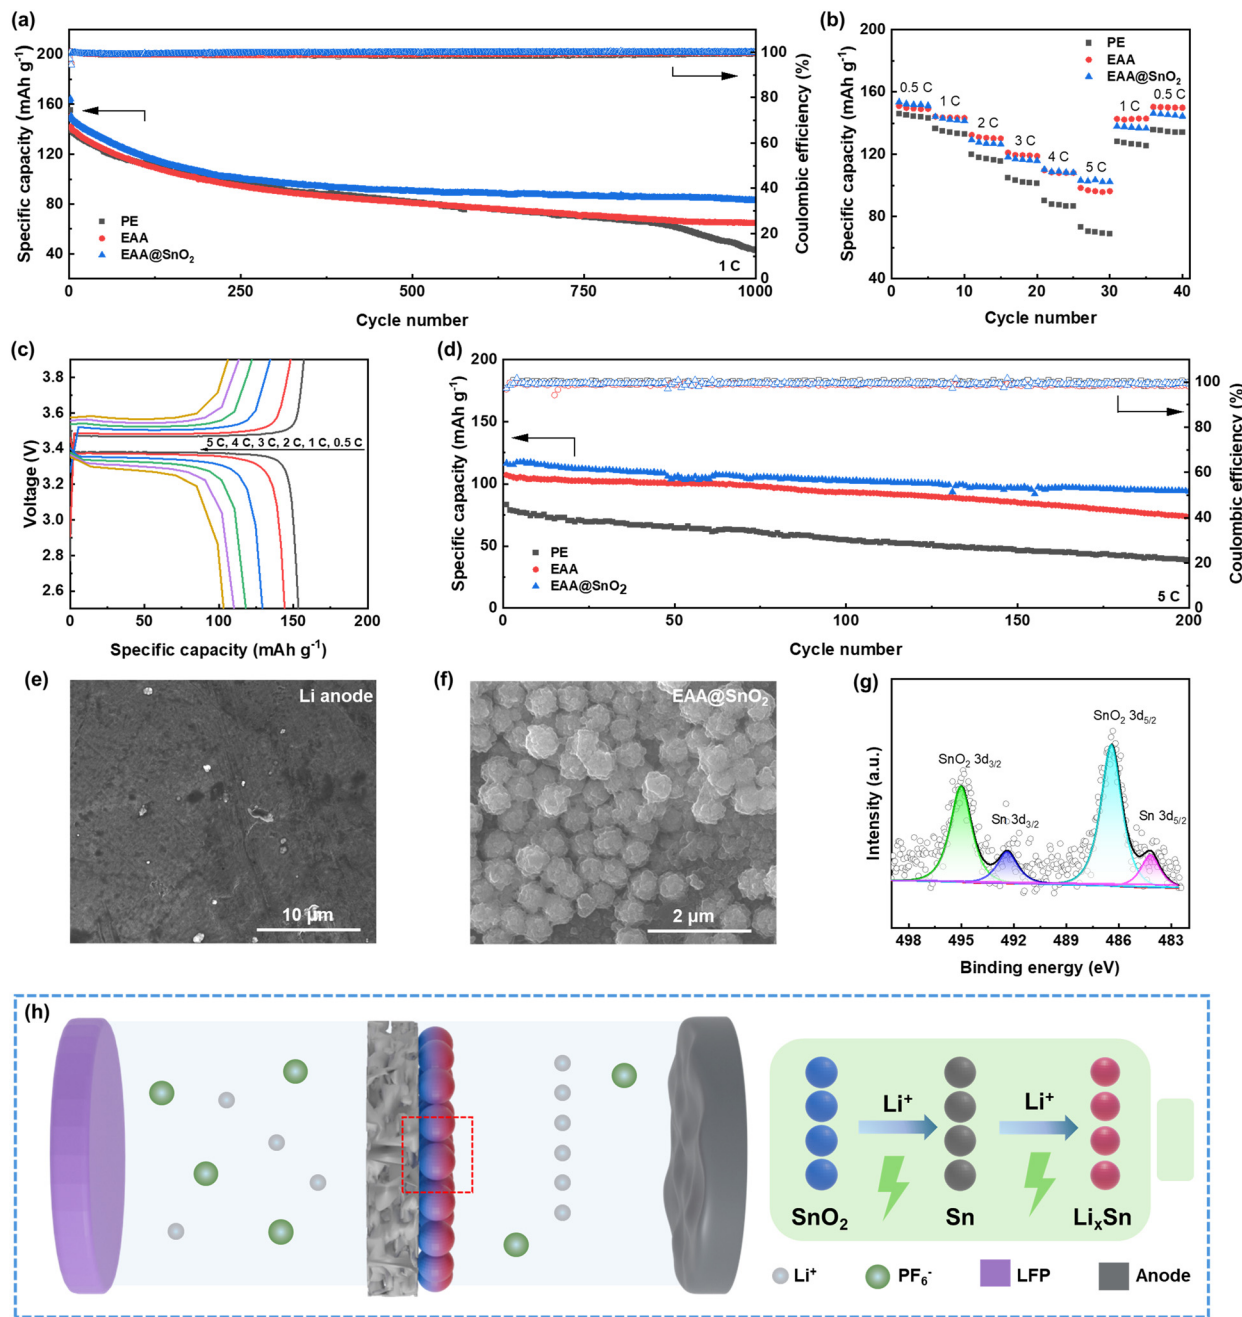 (a)
200
160
120
80
40
Specific capacity (mAh g⁻¹)
100
80
60
40
20
0
Coulombic efficiency (%)
PE
EAA
EAA@SnO₂
1 C
0
250
500
750
1000
Cycle number
(b)
200
160
120
80
40
Specific capacity (mAh g⁻¹)
PE
EAA
EAA@SnO₂
0.5 C
1 C
2 C
3 C
4 C
5 C
1 C
0.5 C
0
10
20
30
40
Cycle number
(c)
3.8
3.6
3.4
3.2
3.0
2.8
2.6
Voltage (V)
5 C, 4 C, 3 C, 2 C, 1 C, 0.5 C
0
50
100
150
200
Specific capacity (mAh g⁻¹)
(d)
200
150
100
50
0
Specific capacity (mAh g⁻¹)
100
80
60
40
20
0
Coulombic efficiency (%)
PE
EAA
EAA@SnO₂
5 C
0
50
100
150
200
Cycle number
(e)
Li anode
10 μm
(f)
EAA@SnO₂
2 μm
(g)
Intensity (a.u.)
SnO₂ 3d₅/₂
SnO₂ 3d₃/₂
Sn 3d₃/₂
Sn 3d₅/₂
498
495
492
489
486
483
Binding energy (eV)
(h)
Li⁺
Li⁺
SnO₂
Sn
LiₓSn
Li⁺
PF₆⁻
LFP
Anode